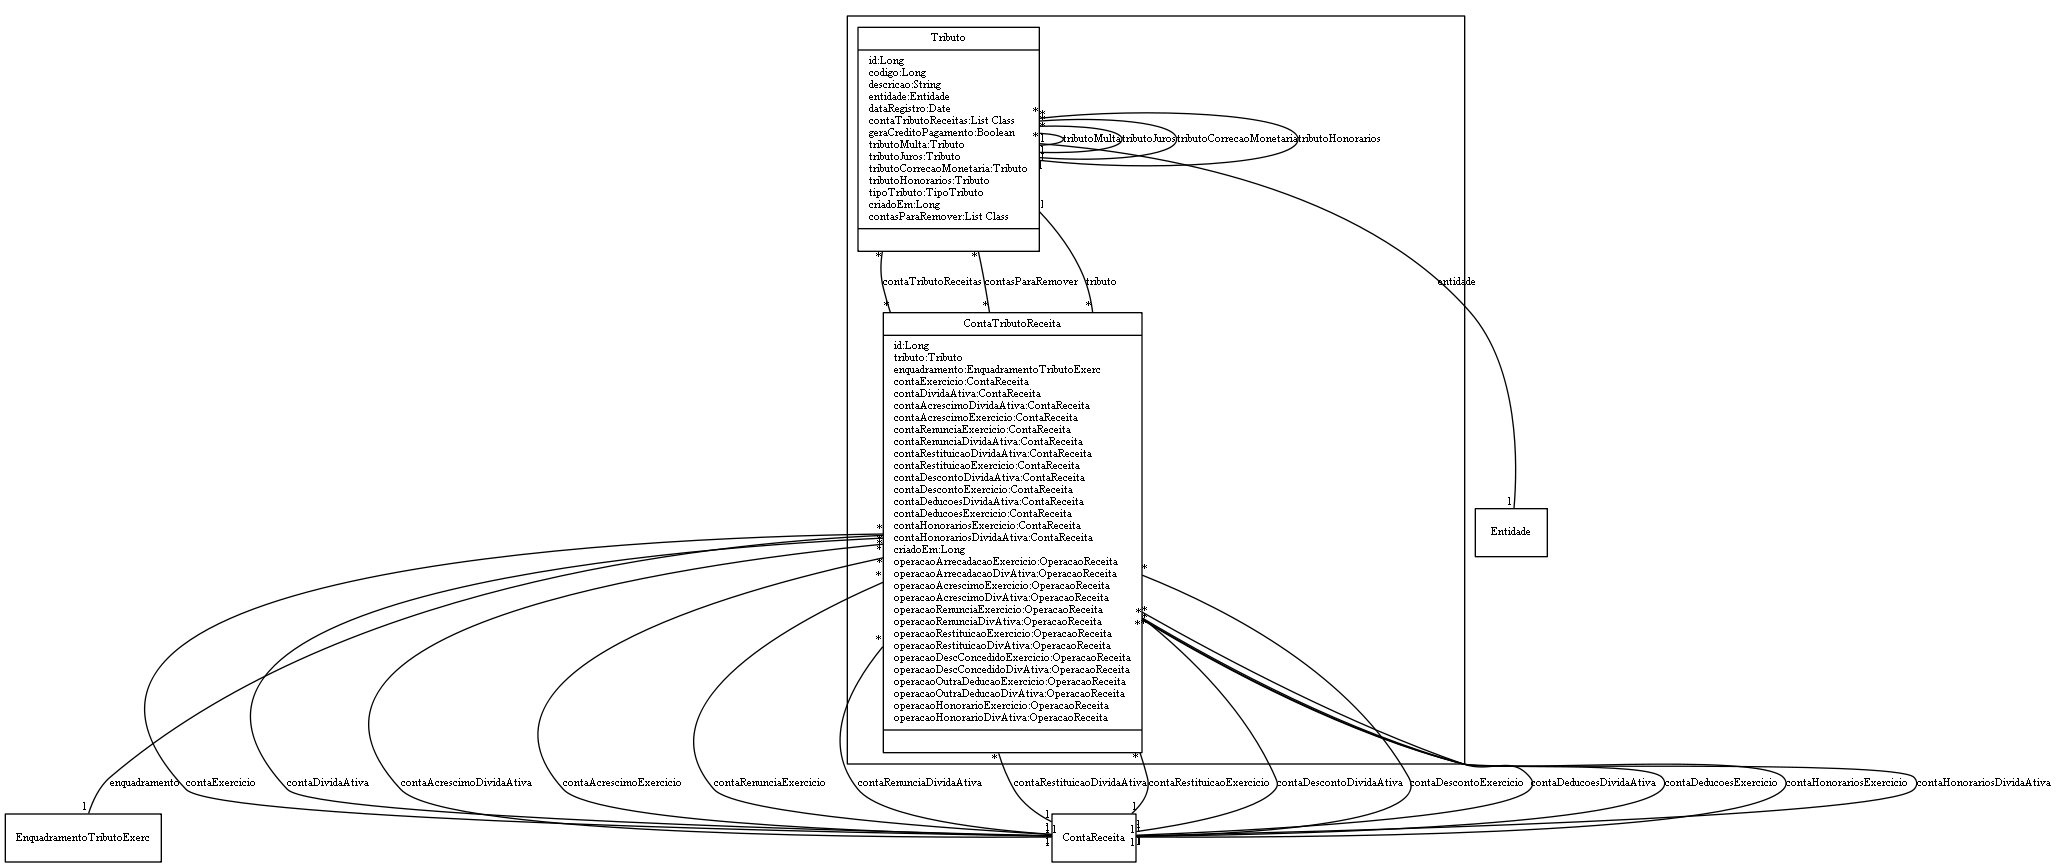 Tributo
id:Long
codigo:Long
descricao:String
entidade:Entidade
dataRegistro:Date
contaTributoReceitas:List Class
geraCreditoPagamento:Boolean
tributoMulta:Tributo
tributoJuros:Tributo
tributoCorrecaoMonetaria:Tributo
tributoHonorarios:Tributo
tipoTributo:TipoTributo
criadoEm:Long
contasParaRemover:List Class
tributoMulta
tributoJuros
tributoCorrecaoMonetaria
tributoHonorarios
contaTributoReceitas
contasParaRemover
tributo
entidade
ContaTributoReceita
id:Long
tributo:Tributo
enquadramento:EnquadramentoTributoExerc
contaExercicio:ContaReceita
contaDividaAtiva:ContaReceita
contaAcrescimoDividaAtiva:ContaReceita
contaAcrescimoExercicio:ContaReceita
contaRenunciaExercicio:ContaReceita
contaRenunciaDividaAtiva:ContaReceita
contaRestituicaoDividaAtiva:ContaReceita
contaRestituicaoExercicio:ContaReceita
contaDescontoDividaAtiva:ContaReceita
contaDescontoExercicio:ContaReceita
contaDeducoesDividaAtiva:ContaReceita
contaDeducoesExercicio:ContaReceita
contaHonorariosExercicio:ContaReceita
contaHonorariosDividaAtiva:ContaReceita
criadoEm:Long
operacaoArrecadacaoExercicio:OperacaoReceita
operacaoArrecadacaoDivAtiva:OperacaoReceita
operacaoAcrescimoExercicio:OperacaoReceita
operacaoAcrescimoDivAtiva:OperacaoReceita
operacaoRenunciaExercicio:OperacaoReceita
operacaoRenunciaDivAtiva:OperacaoReceita
operacaoRestituicaoExercicio:OperacaoReceita
operacaoRestituicaoDivAtiva:OperacaoReceita
operacaoDescConcedidoExercicio:OperacaoReceita
operacaoDescConcedidoDivAtiva:OperacaoReceita
operacaoOutraDeducaoExercicio:OperacaoReceita
operacaoOutraDeducaoDivAtiva:OperacaoReceita
operacaoHonorarioExercicio:OperacaoReceita
operacaoHonorarioDivAtiva:OperacaoReceita
Entidade
enquadramento
contaExercicio
contaDividaAtiva
contaAcrescimoDividaAtiva
contaAcrescimoExercicio
contaRenunciaExercicio
contaRenunciaDividaAtiva
contaRestituicaoDividaAtiva
contaRestituicaoExercicio
contaDescontoDividaAtiva
contaDescontoExercicio
contaDeducoesDividaAtiva
contaDeducoesExercicio
contaHonorariosExercicio
contaHonorariosDividaAtiva
EnquadramentoTributoExerc
ContaReceita